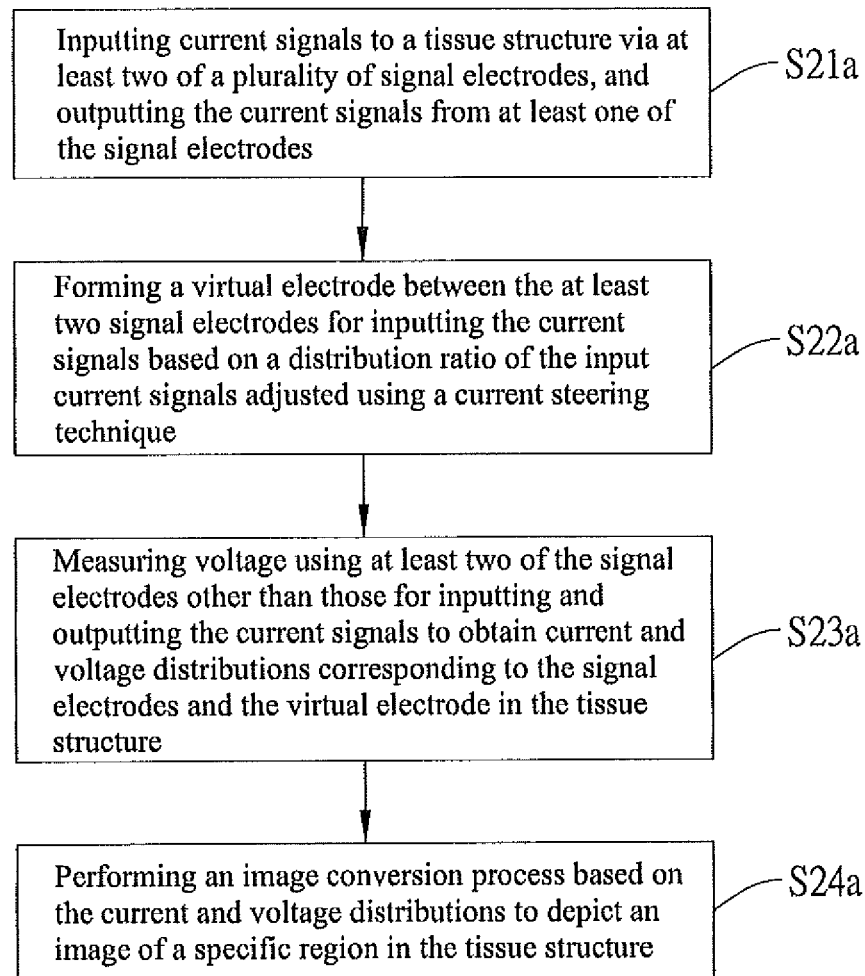 Inputting current signals to a tissue structure via at
least two of a plurality of signal electrodes, and
outputting the current signals from at least one of
the signal electrodes
S21a
Forming a virtual electrode between the at least
two signal electrodes for inputting the current
signals based on a distribution ratio of the input
current signals adjusted using a current steering
technique
S22a
Measuring voltage using at least two of the signal
electrodes other than those for inputting and
outputting the current signals to obtain current and
voltage distributions corresponding to the signal
electrodes and the virtual electrode in the tissue
structure
S23a
Performing an image conversion process based on
the current and voltage distributions to depict an
image of a specific region in the tissue structure
S24a